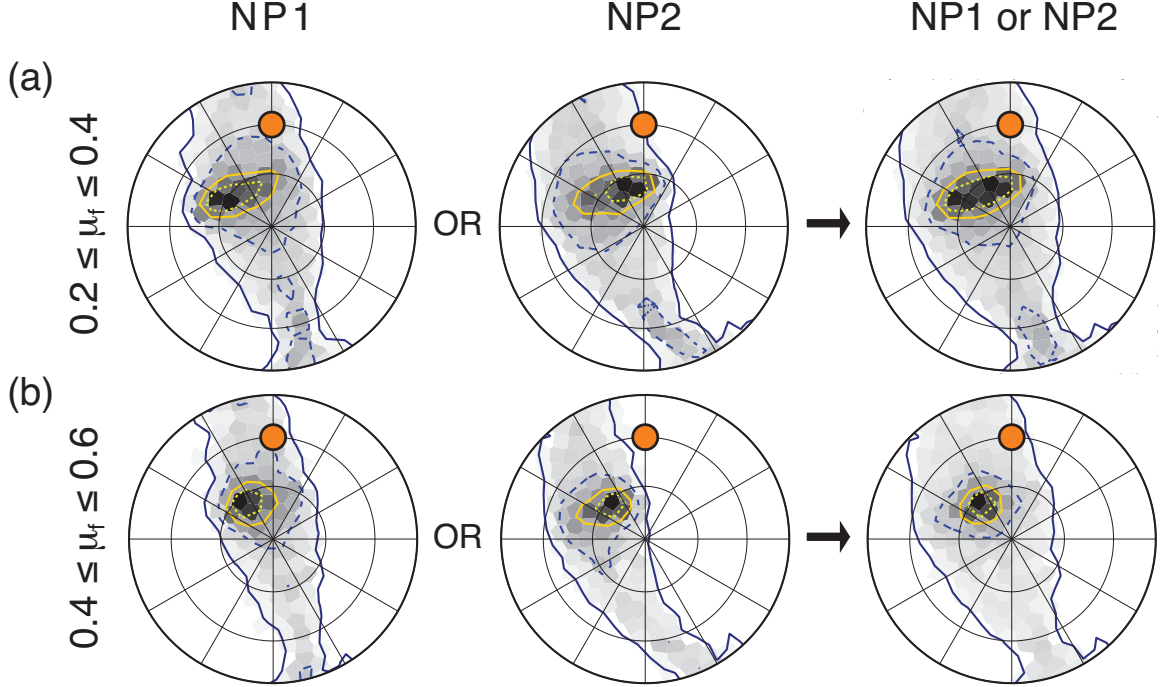 NP1 NP2 NP1 or NP2
(a)
0.2 ≤ μf ≤ 0.4
OR
(b)
0.4 ≤ μf ≤ 0.6
OR